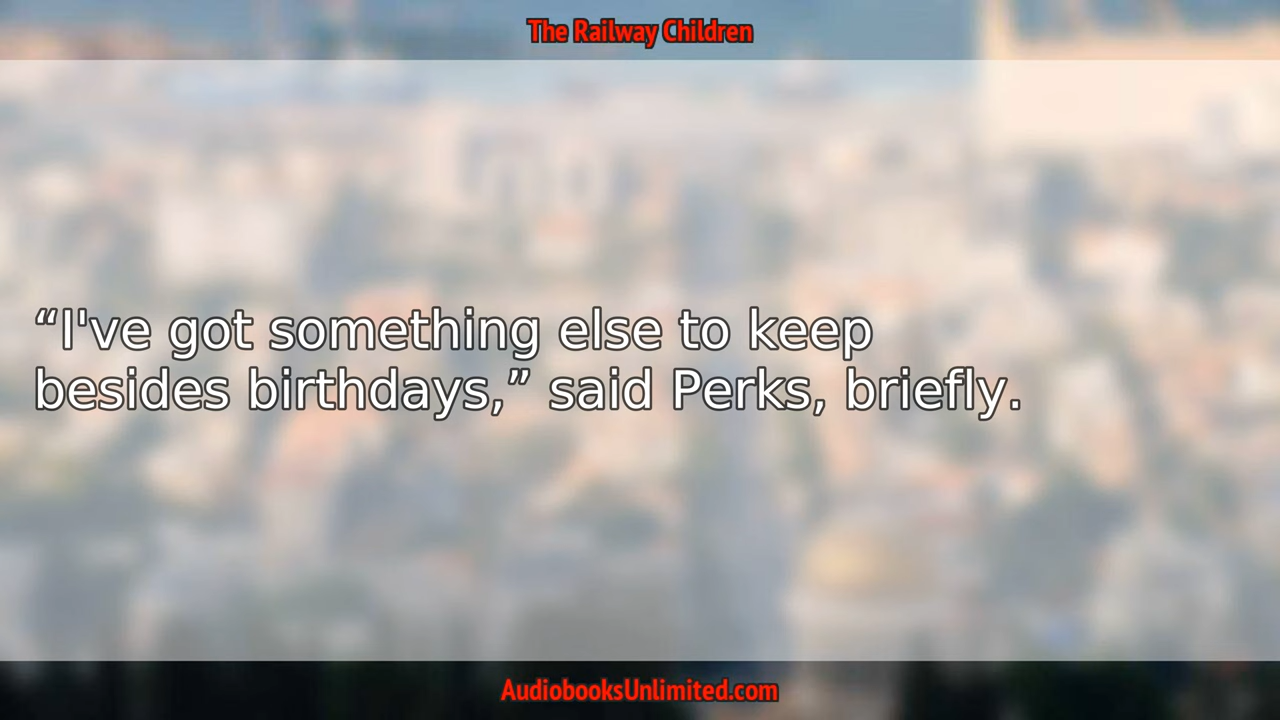 The Railway Children
“I've got something else to keep
besides birthdays,” said Perks, briefly.
AudiobooksUnlimited.com